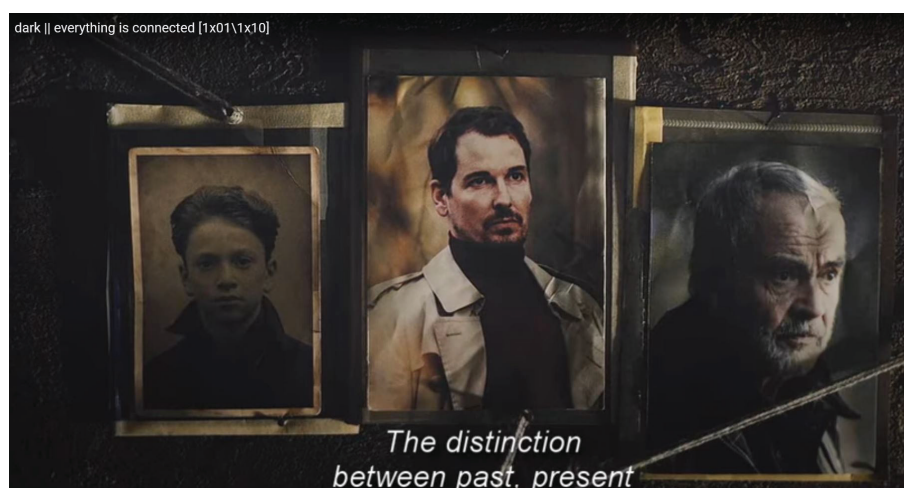 dark || everything is connected [1x01\1x10]
The distinction
between past, present